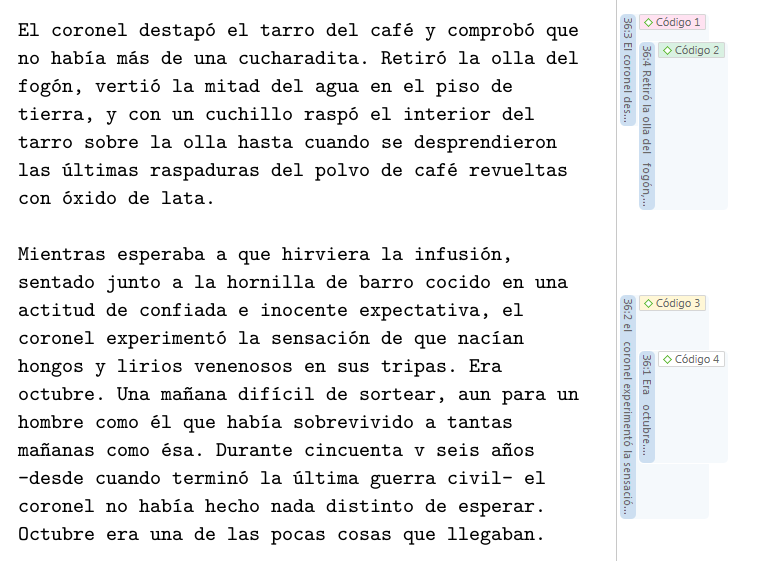 El coronel destapó el tarro del café y comprobó que
no había más de una cucharadita. Retiró la olla del
fogón, vertió la mitad del agua en el piso de
tierra, y con un cuchillo raspó el interior del
tarro sobre la olla hasta cuando se desprendieron
las últimas raspaduras del polvo de café revueltas
con óxido de lata.
Mientras esperaba a que hirviera la infusión,
sentado junto a la hornilla de barro cocido en una
actitud de confiada e inocente expectativa, el
coronel experimentó la sensación de que nacían
hongos y lirios venenosos en sus tripas. Era
octubre. Una mañana difícil de sortear, aun para un
hombre como él que había sobrevivido a tantas
mañanas como ésa. Durante cincuenta v seis años
-desde cuando terminó la última guerra civil- el
coronel no había hecho nada distinto de esperar.
Octubre era una de las pocas cosas que llegaban.
36:3 El coronel des...
Código 1
36:4 Retiró la olla del fogón,...
Código 2
36:2 el coronel experimentó la sensació...
Código 3
36:1 Era octubre....
Código 4